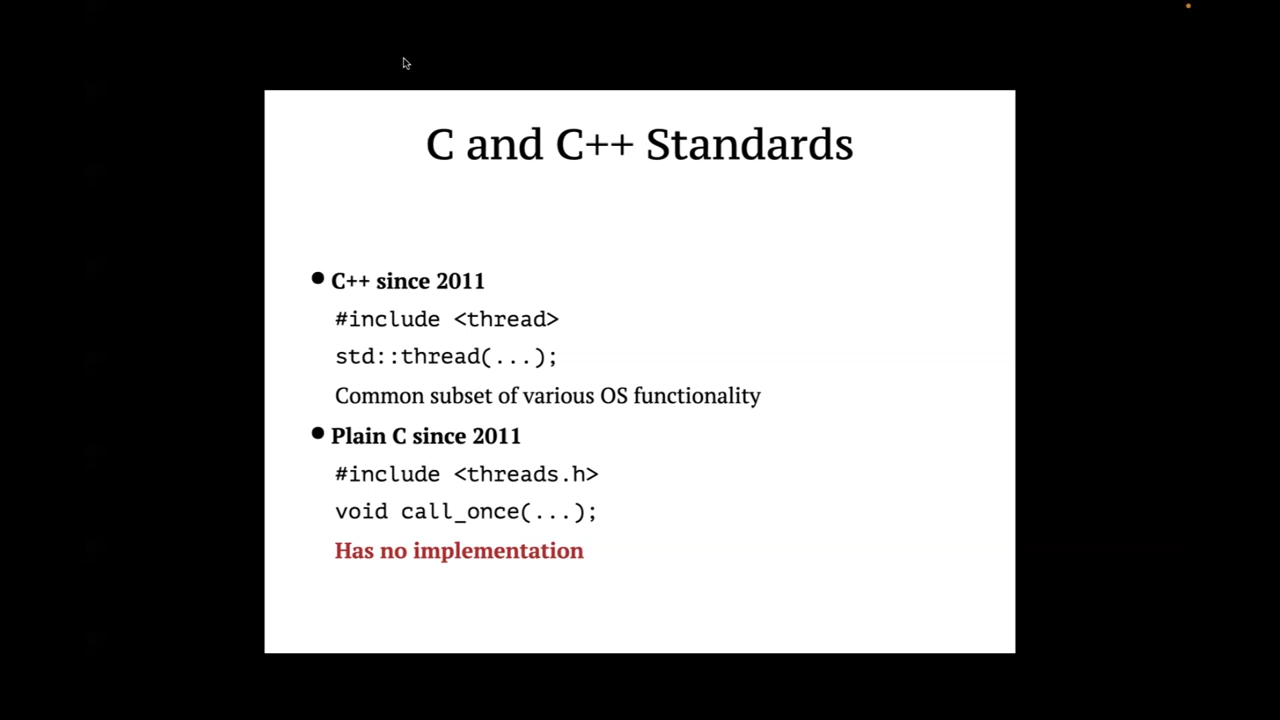 C and C++ Standards
● C++ since 2011
#include <thread>
std::thread(...);
Common subset of various OS functionality
● Plain C since 2011
#include <threads.h>
void call_once(...);
Has no implementation